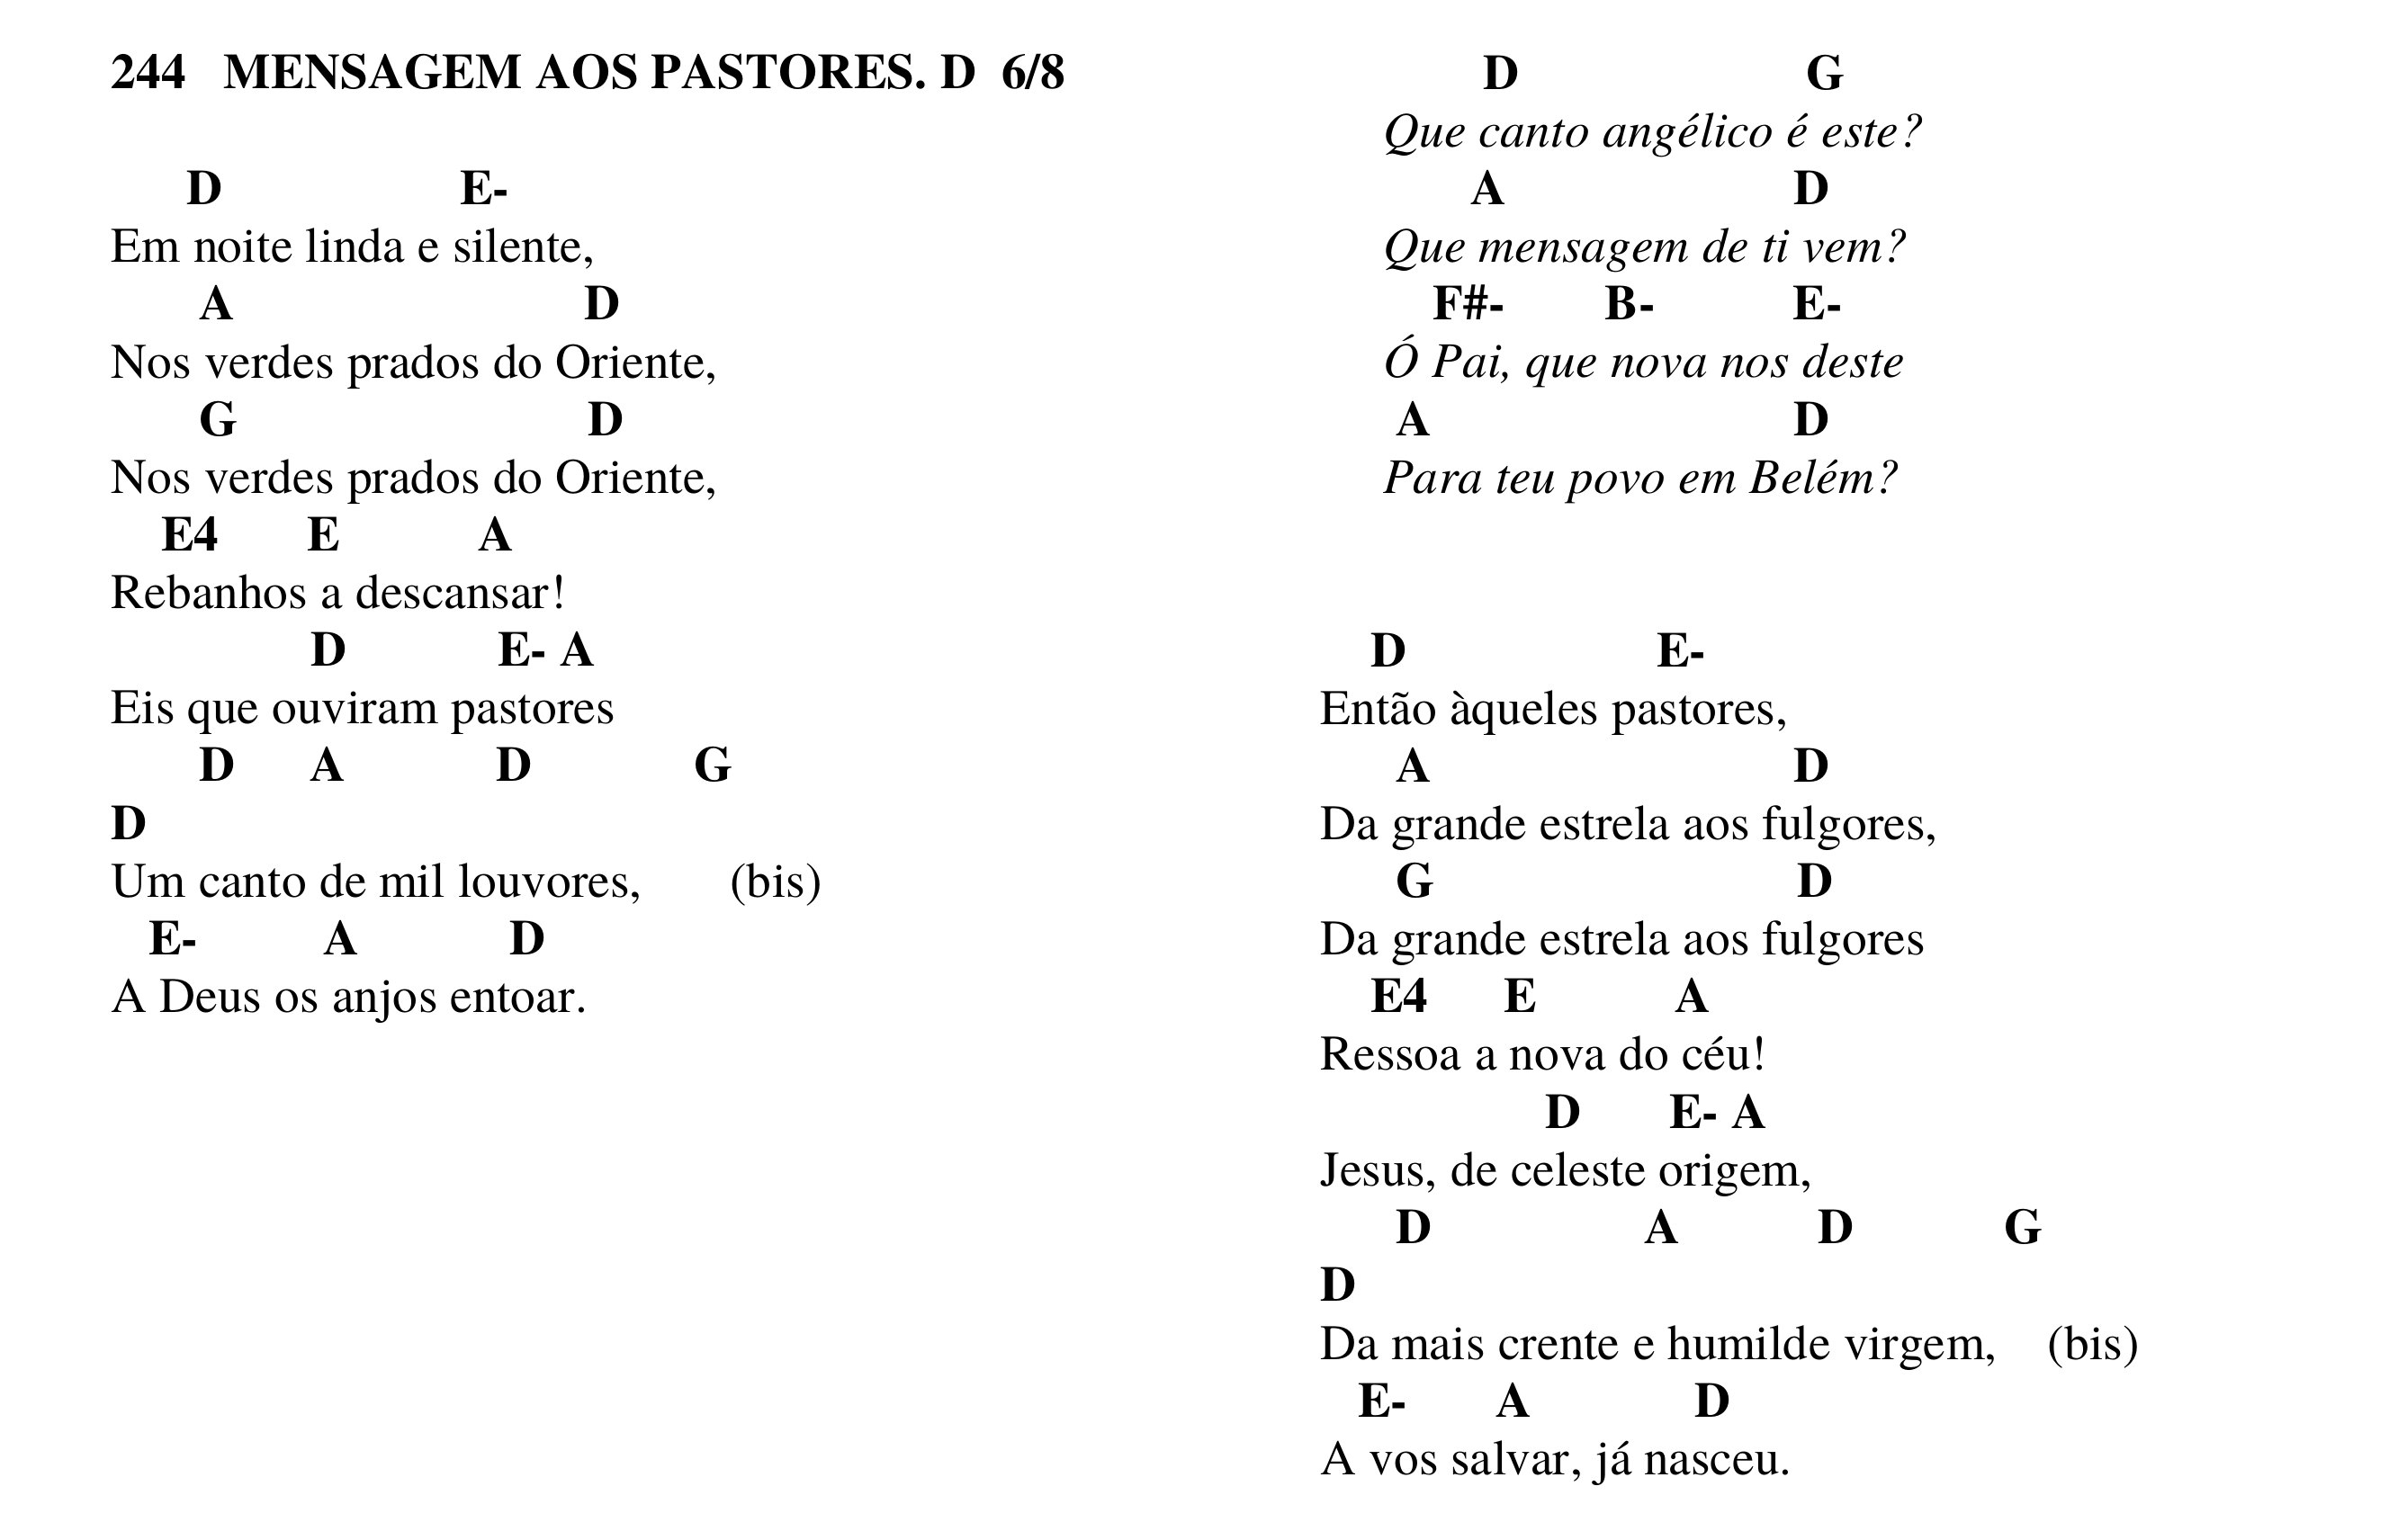 244 MENSAGEM AOS PASTORES. D 6/8
D E-
Em noite linda e silente,
A D
Nos verdes prados do Oriente,
G D
Nos verdes prados do Oriente,
E4 E A
Rebanhos a descansar!
D E- A
Eis que ouviram pastores
D A D G
D
Um canto de mil louvores, (bis)
E- A D
A Deus os anjos entoar.
D G
Que canto angélico é este?
A D
Que mensagem de ti vem?
F#- B- E-
Ó Pai, que nova nos deste
A D
Para teu povo em Belém?
D E-
Então àqueles pastores,
A D
Da grande estrela aos fulgores,
G D
Da grande estrela aos fulgores
E4 E A
Ressoa a nova do céu!
D E- A
Jesus, de celeste origem,
D A D G
D
Da mais crente e humilde virgem, (bis)
E- A D
A vos salvar, já nasceu.